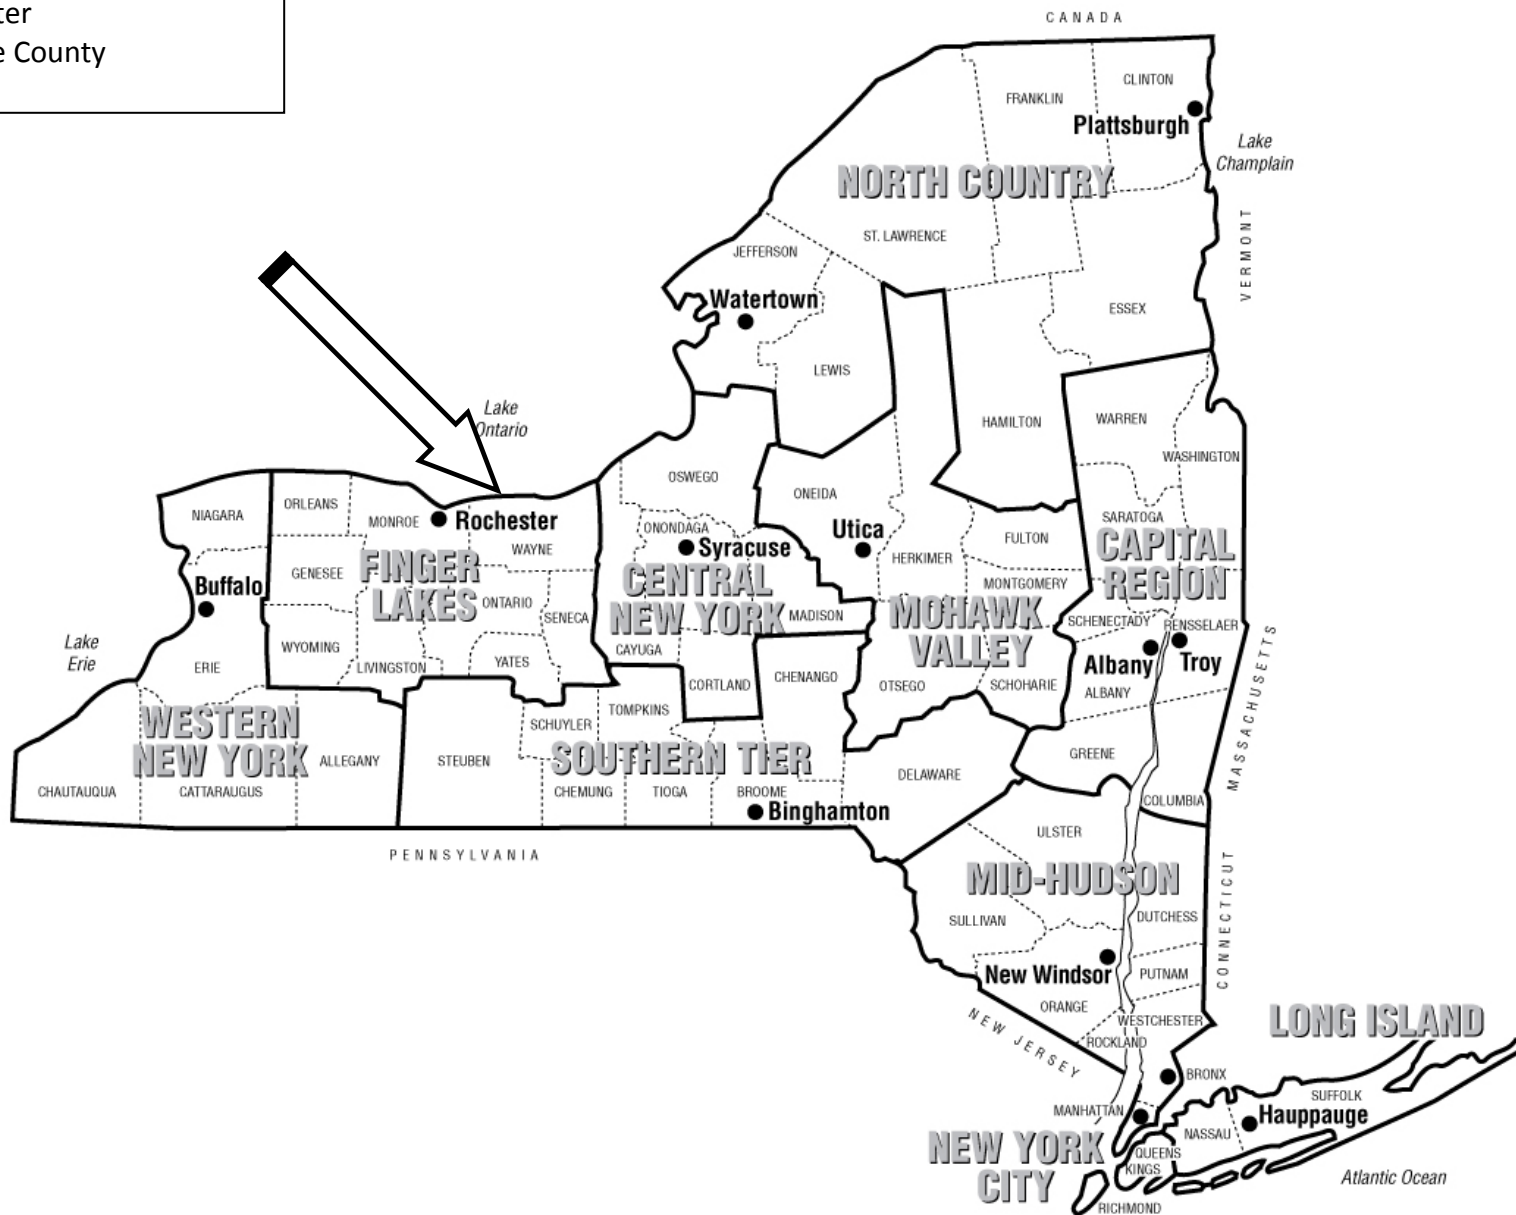 e County
CANADA
CLINTON
FRANKLIN
Plattsburgh
Lake
Champlain
NORTH COUNTRY
VERMONT
ST. LAWRENCE
JEFFERSON
Watertown
ESSEX
LEWIS
Lake
Ontario
HAMILTON
WARREN
WASHINGTON
OSWEGO
ONEIDA
ORLEANS
NIAGARA
MONROE
Rochester
ONONDAGA
Syracuse
Utica
SARATOGA
FULTON
WAYNE
HERKIMER
CAPITAL
REGION
FINGER
LAKES
GENESEE
Buffalo
CENTRAL
NEW YORK
MONTGOMERY
ONTARIO
SENECA
MADISON
MOHAWK
VALLEY
SCHENECTADY
RENSSELAER
Lake
Erie
WYOMING
CAYUGA
ERIE
LIVINGSTON
YATES
Albany
Troy
MASSACHUSETTS
CORTLAND
CHENANGO
OTSEGO
SCHOHARIE
ALBANY
WESTERN
NEW YORK
TOMPKINS
SCHUYLER
SOUTHERN TIER
ALLEGANY
STEUBEN
GREENE
DELAWARE
CHAUTAUQUA
CATTARAUGUS
CHEMUNG
TIOGA
BROOME
COLUMBIA
Binghamton
ULSTER
PENNSYLVANIA
MID-HUDSON
CONNECTICUT
SULLIVAN
DUTCHESS
New Windsor
PUTNAM
ORANGE
WESTCHESTER
LONG ISLAND
NEW JERSEY
ROCKLAND
BRONX
SUFFOLK
MANHATTAN
Hauppauge
NASSAU
NEW YORK
CITY
QUEENS
KINGS
Atlantic Ocean
RICHMOND